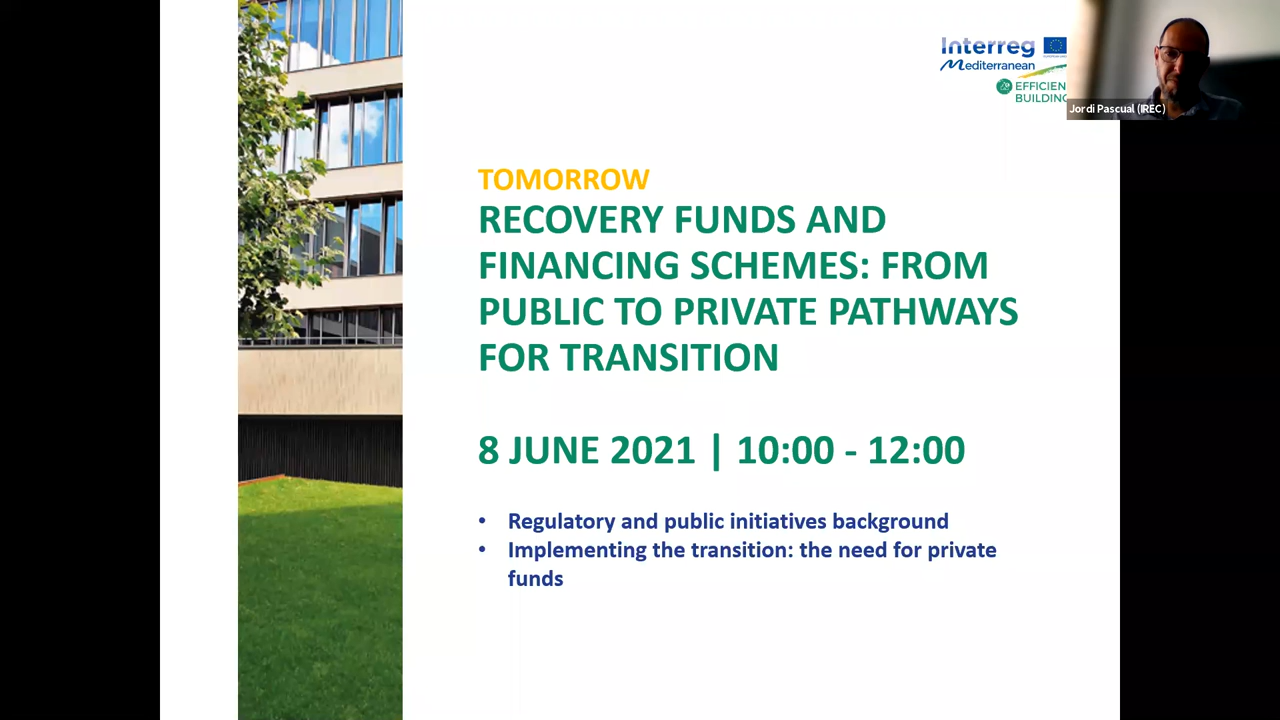 Interreg
Mediterranean
EFFICIEN
BUILDING
Jordi Pascual (IREC)
TOMORROW
RECOVERY FUNDS AND
FINANCING SCHEMES: FROM
PUBLIC TO PRIVATE PATHWAYS
FOR TRANSITION
8 JUNE 2021 | 10:00 - 12:00
• Regulatory and public initiatives background
• Implementing the transition: the need for private
funds